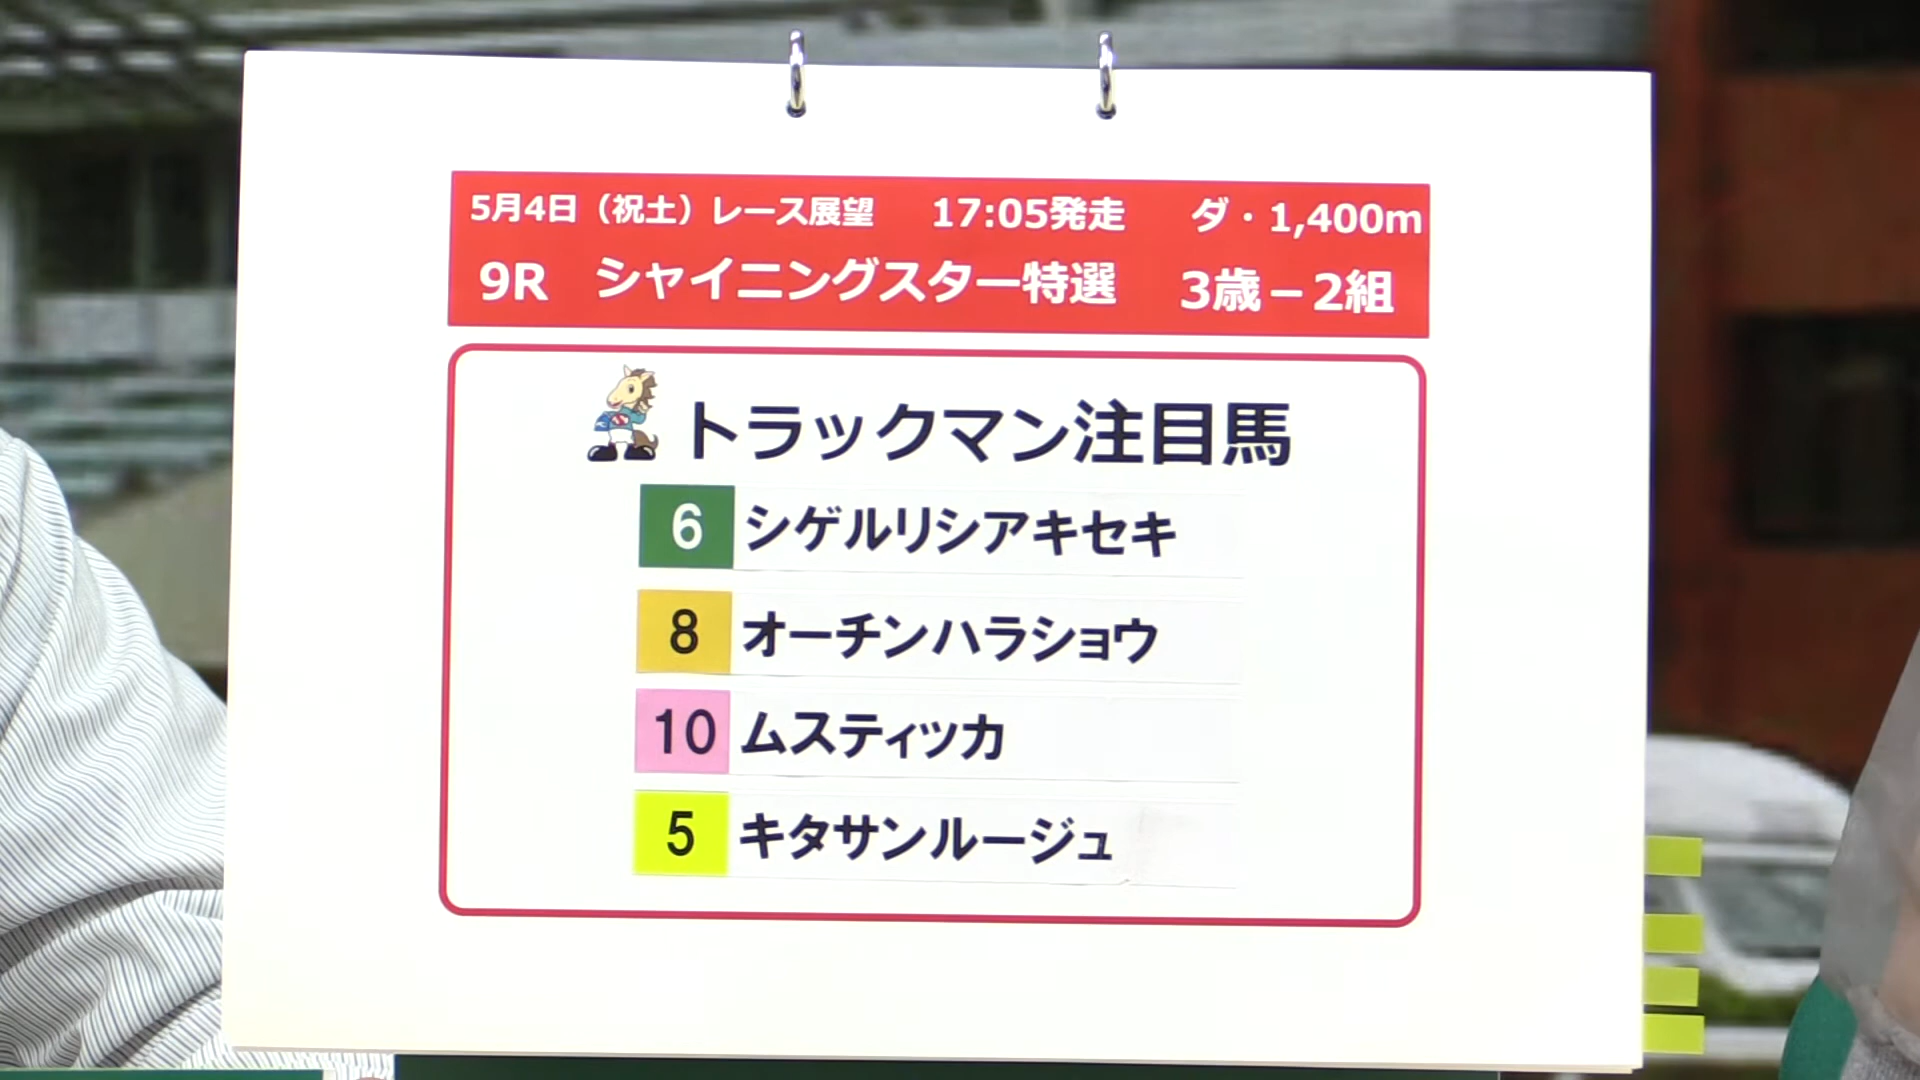 5月4日（祝土）レース展望 17:05発走 ダ・1,400m
9R シャイニングスター特選 3歳－2組
トラックマン注目馬
6 シゲルリシアキセキ
8 オーチンハラショウ
10 ムスティッカ
5 キタサンルージュ